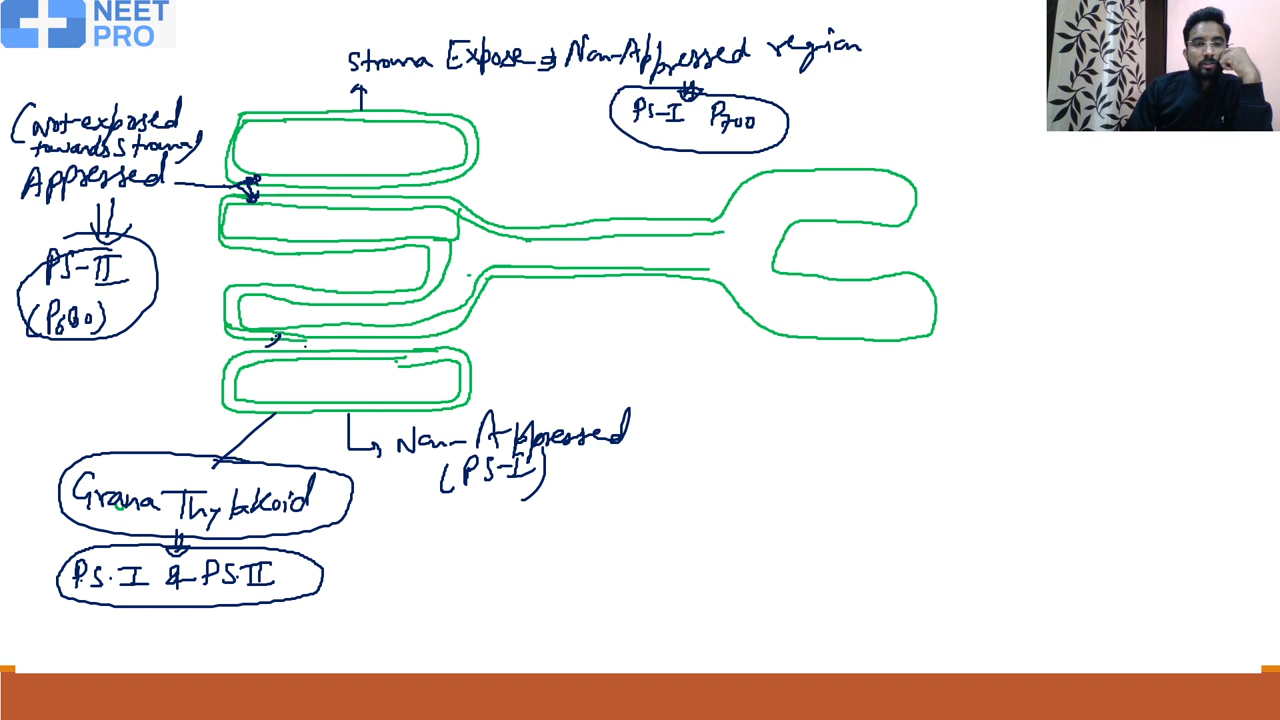 NEET
PRO
Stroma Expose ⇒ Non-Appressed region
PS-I P700
(not-exposed
towards Stroma)
Appressed
PS-II
(P680)
Non-Appressed
(PS-I)
Grana Thylakoid
P.S.I & PS.II